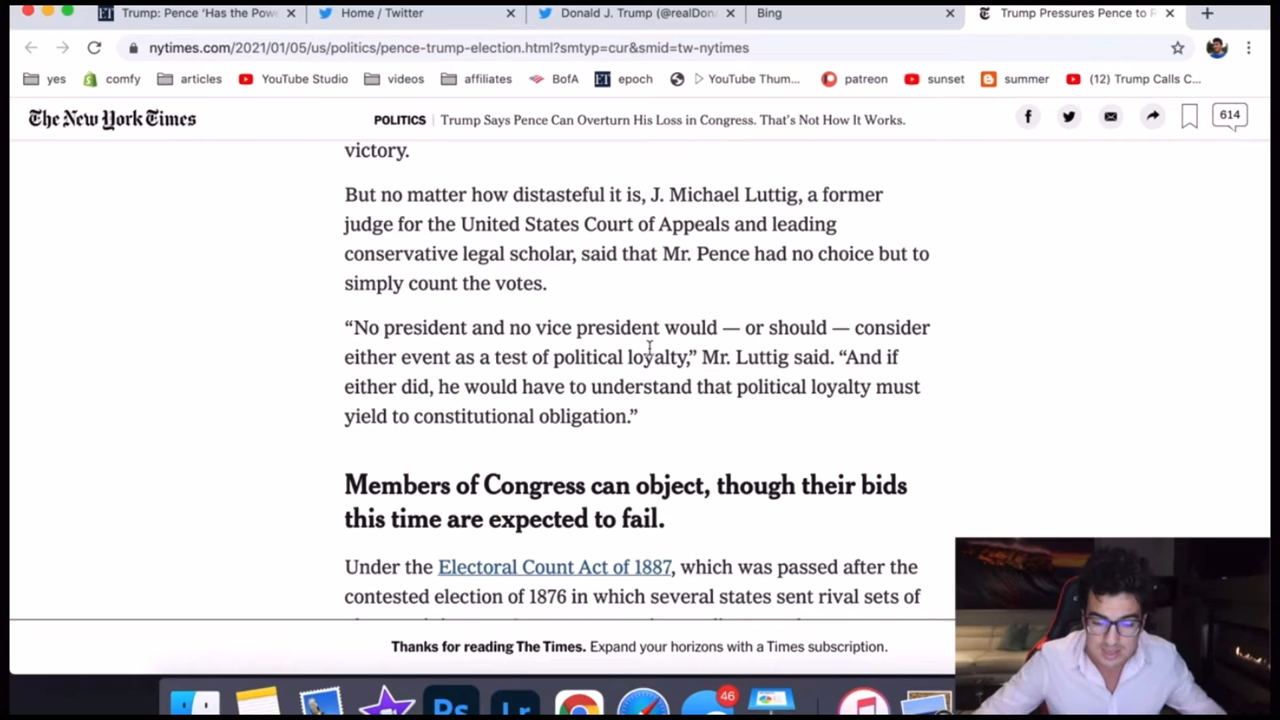 Trump: Pence 'Has the Pow
Home / Twitter
Donald J. Trump (@realDon
Bing
Trump Pressures Pence to R
nytimes.com/2021/01/05/us/politics/pence-trump-election.html?smtyp=cur&smid=tw-nytimes
yes
comfy
articles
YouTube Studio
videos
affiliates
BofA
epoch
YouTube Thum...
patreon
sunset
summer
(12) Trump Calls C...
The New York Times
POLITICS | Trump Says Pence Can Overturn His Loss in Congress. That's Not How It Works.
614
victory.
But no matter how distasteful it is, J. Michael Luttig, a former
judge for the United States Court of Appeals and leading
conservative legal scholar, said that Mr. Pence had no choice but to
simply count the votes.
“No president and no vice president would — or should — consider
either event as a test of political loyalty,” Mr. Luttig said. “And if
either did, he would have to understand that political loyalty must
yield to constitutional obligation.”
Members of Congress can object, though their bids
this time are expected to fail.
Under the Electoral Count Act of 1887, which was passed after the
contested election of 1876 in which several states sent rival sets of
Thanks for reading The Times. Expand your horizons with a Times subscription.
Ps
Lr
46